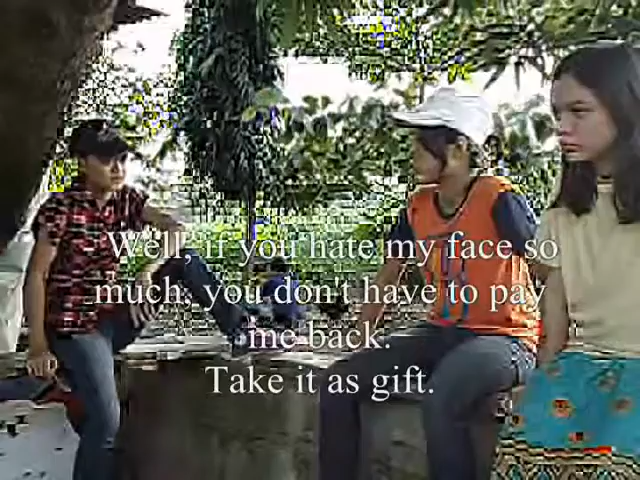 Well, if you hate my face so
much, you don't have to pay
me back.
Take it as gift.